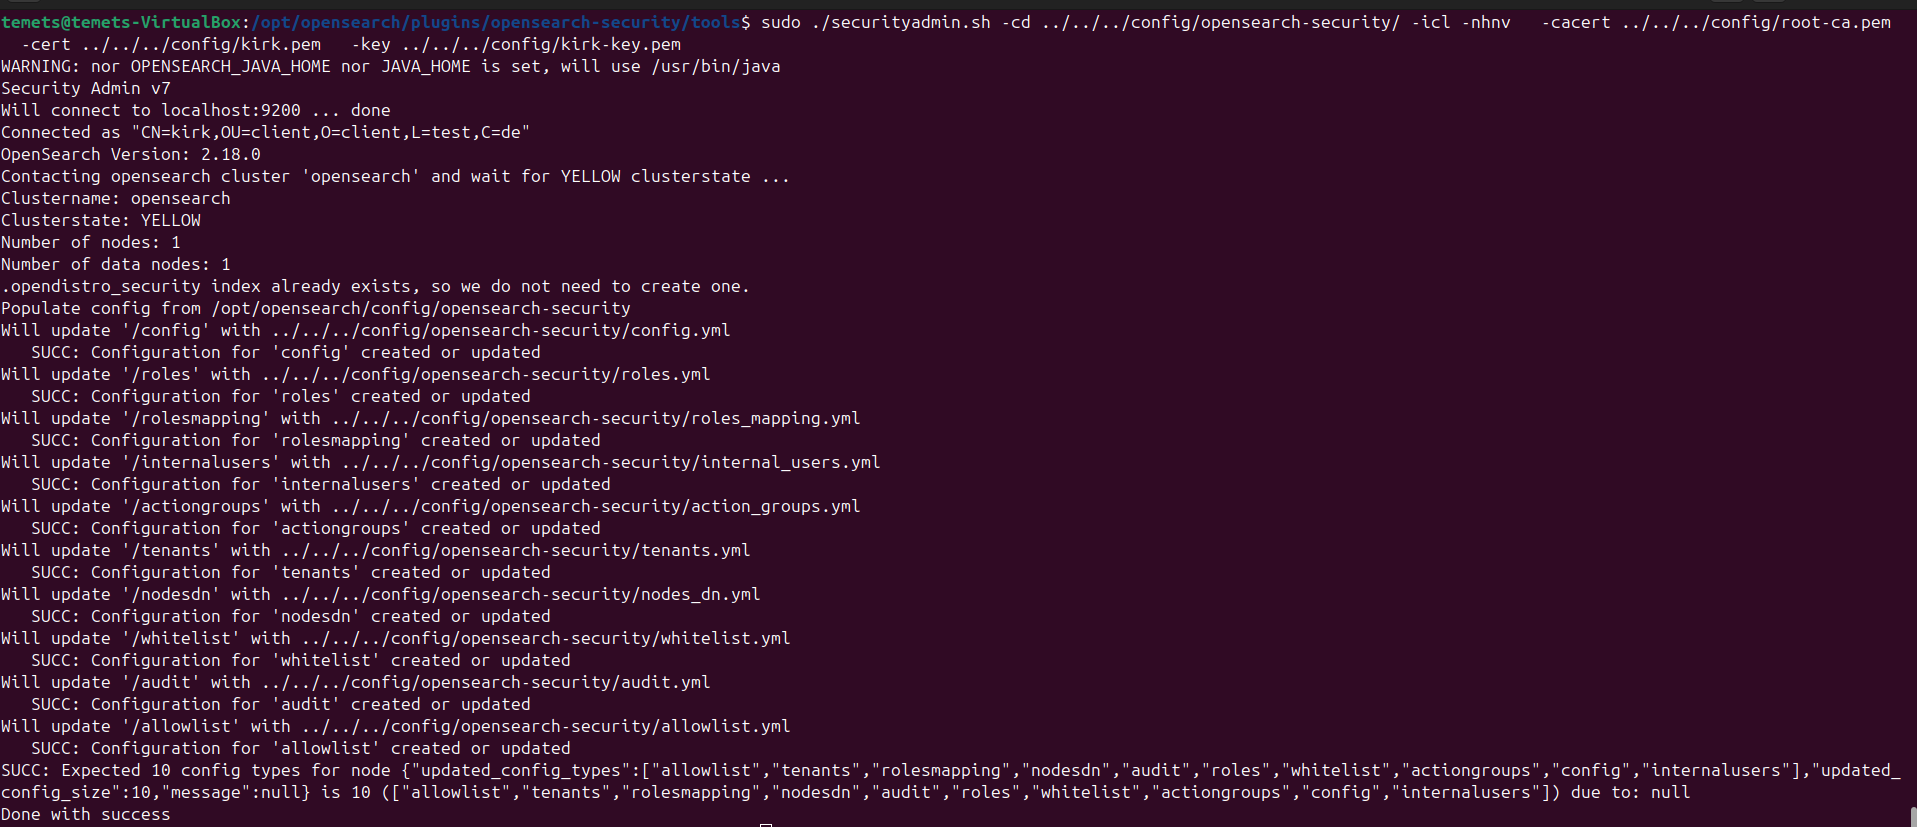 temets@temets-VirtualBox:/opt/opensearch/plugins/opensearch-security/tools$ sudo ./securityadmin.sh -cd ../../../config/opensearch-security/ -icl -nhnv   -cacert ../../../config/root-ca.pem
  -cert ../../../config/kirk.pem   -key ../../../config/kirk-key.pem
WARNING: nor OPENSEARCH_JAVA_HOME nor JAVA_HOME is set, will use /usr/bin/java
Security Admin v7
Will connect to localhost:9200 ... done
Connected as "CN=kirk,OU=client,O=client,L=test,C=de"
OpenSearch Version: 2.18.0
Contacting opensearch cluster 'opensearch' and wait for YELLOW clusterstate ...
Clustername: opensearch
Clusterstate: YELLOW
Number of nodes: 1
Number of data nodes: 1
.opendistro_security index already exists, so we do not need to create one.
Populate config from /opt/opensearch/config/opensearch-security
Will update '/config' with ../../../config/opensearch-security/config.yml
   SUCC: Configuration for 'config' created or updated
Will update '/roles' with ../../../config/opensearch-security/roles.yml
   SUCC: Configuration for 'roles' created or updated
Will update '/rolesmapping' with ../../../config/opensearch-security/roles_mapping.yml
   SUCC: Configuration for 'rolesmapping' created or updated
Will update '/internalusers' with ../../../config/opensearch-security/internal_users.yml
   SUCC: Configuration for 'internalusers' created or updated
Will update '/actiongroups' with ../../../config/opensearch-security/action_groups.yml
   SUCC: Configuration for 'actiongroups' created or updated
Will update '/tenants' with ../../../config/opensearch-security/tenants.yml
   SUCC: Configuration for 'tenants' created or updated
Will update '/nodesdn' with ../../../config/opensearch-security/nodes_dn.yml
   SUCC: Configuration for 'nodesdn' created or updated
Will update '/whitelist' with ../../../config/opensearch-security/whitelist.yml
   SUCC: Configuration for 'whitelist' created or updated
Will update '/audit' with ../../../config/opensearch-security/audit.yml
   SUCC: Configuration for 'audit' created or updated
Will update '/allowlist' with ../../../config/opensearch-security/allowlist.yml
   SUCC: Configuration for 'allowlist' created or updated
SUCC: Expected 10 config types for node {"updated_config_types":["allowlist","tenants","rolesmapping","nodesdn","audit","roles","whitelist","actiongroups","config","internalusers"],"updated_
config_size":10,"message":null} is 10 (["allowlist","tenants","rolesmapping","nodesdn","audit","roles","whitelist","actiongroups","config","internalusers"]) due to: null
Done with success